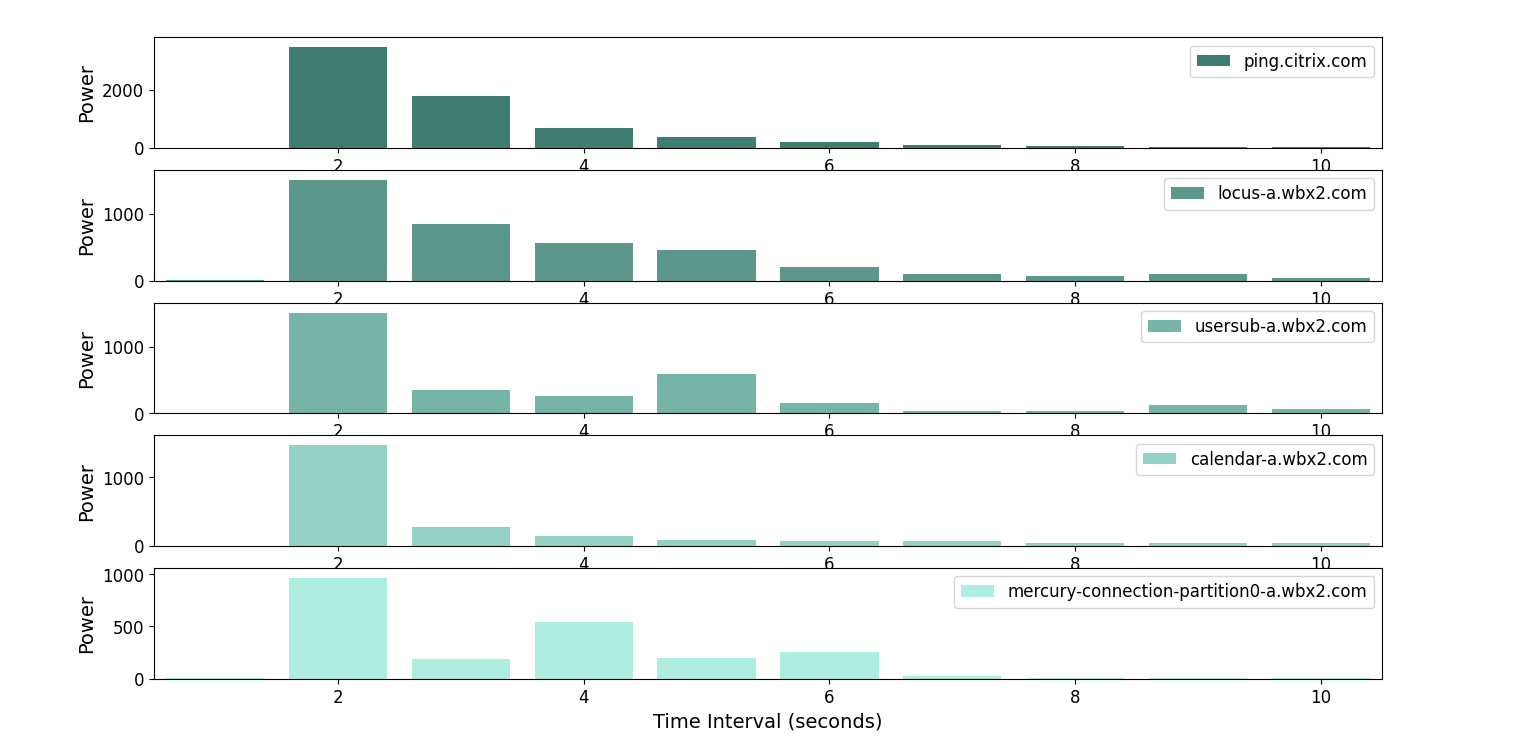 ping.citrix.com
Power
2000
0
2 4 6 8 10
locus-a.wbx2.com
Power
1000
0
2 4 6 8 10
usersub-a.wbx2.com
Power
1000
0
2 4 6 8 10
calendar-a.wbx2.com
Power
1000
0
2 4 6 8 10
mercury-connection-partition0-a.wbx2.com
Power
1000
500
0
2 4 6 8 10
Time Interval (seconds)